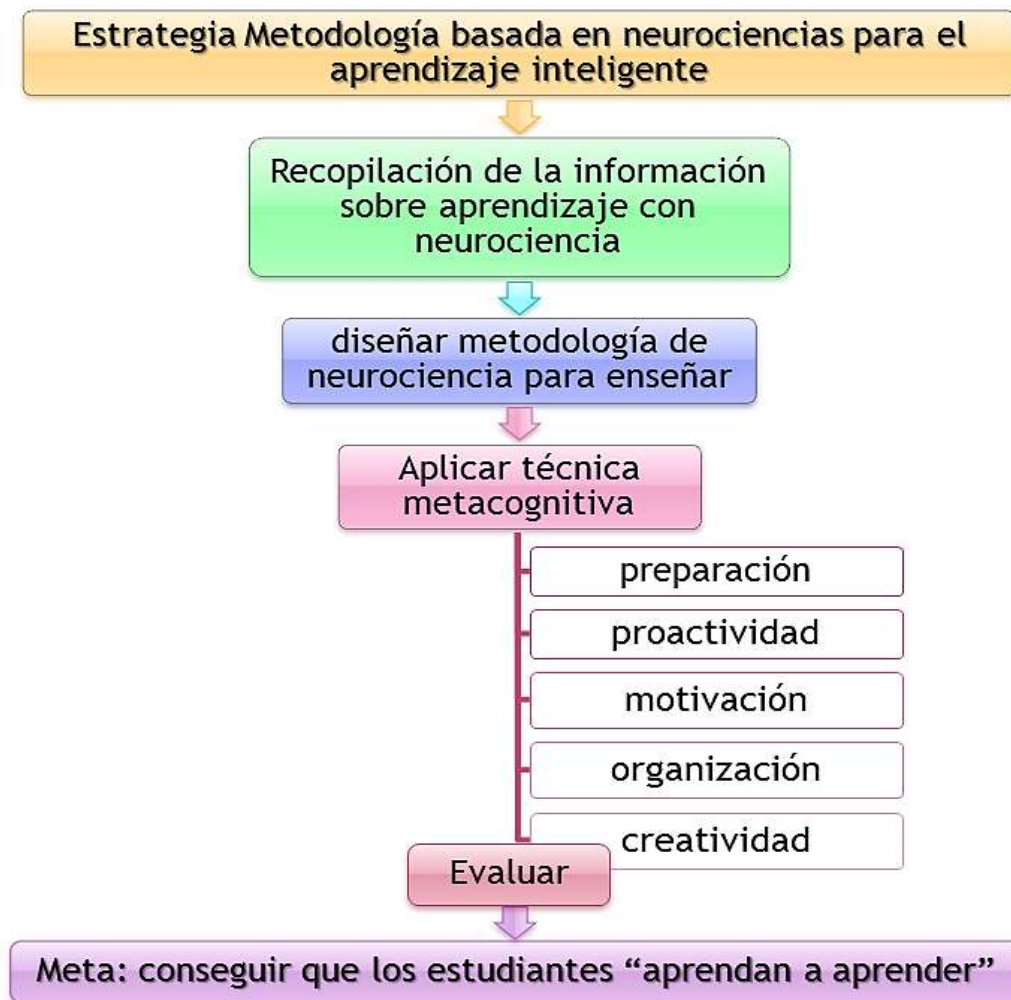 Estrategia Metodología basada en neurociencias para el
aprendizaje inteligente
Recopilación de la información
sobre aprendizaje con
neurociencia
diseñar metodología de
neurociencia para enseñar
Aplicar técnica
metacognitiva
preparación
proactividad
motivación
organización
creatividad
Evaluar
Meta: conseguir que los estudiantes “aprendan a aprender”